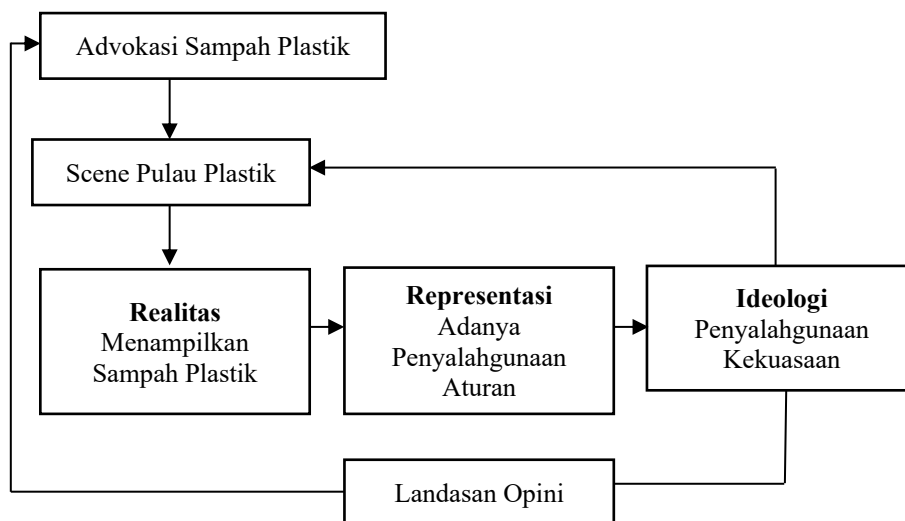 Advokasi Sampah Plastik
Scene Pulau Plastik
Realitas
Menampilkan
Sampah Plastik
Representasi
Adanya
Penyalahgunaan
Aturan
Ideologi
Penyalahgunaan
Kekuasaan
Landasan Opini